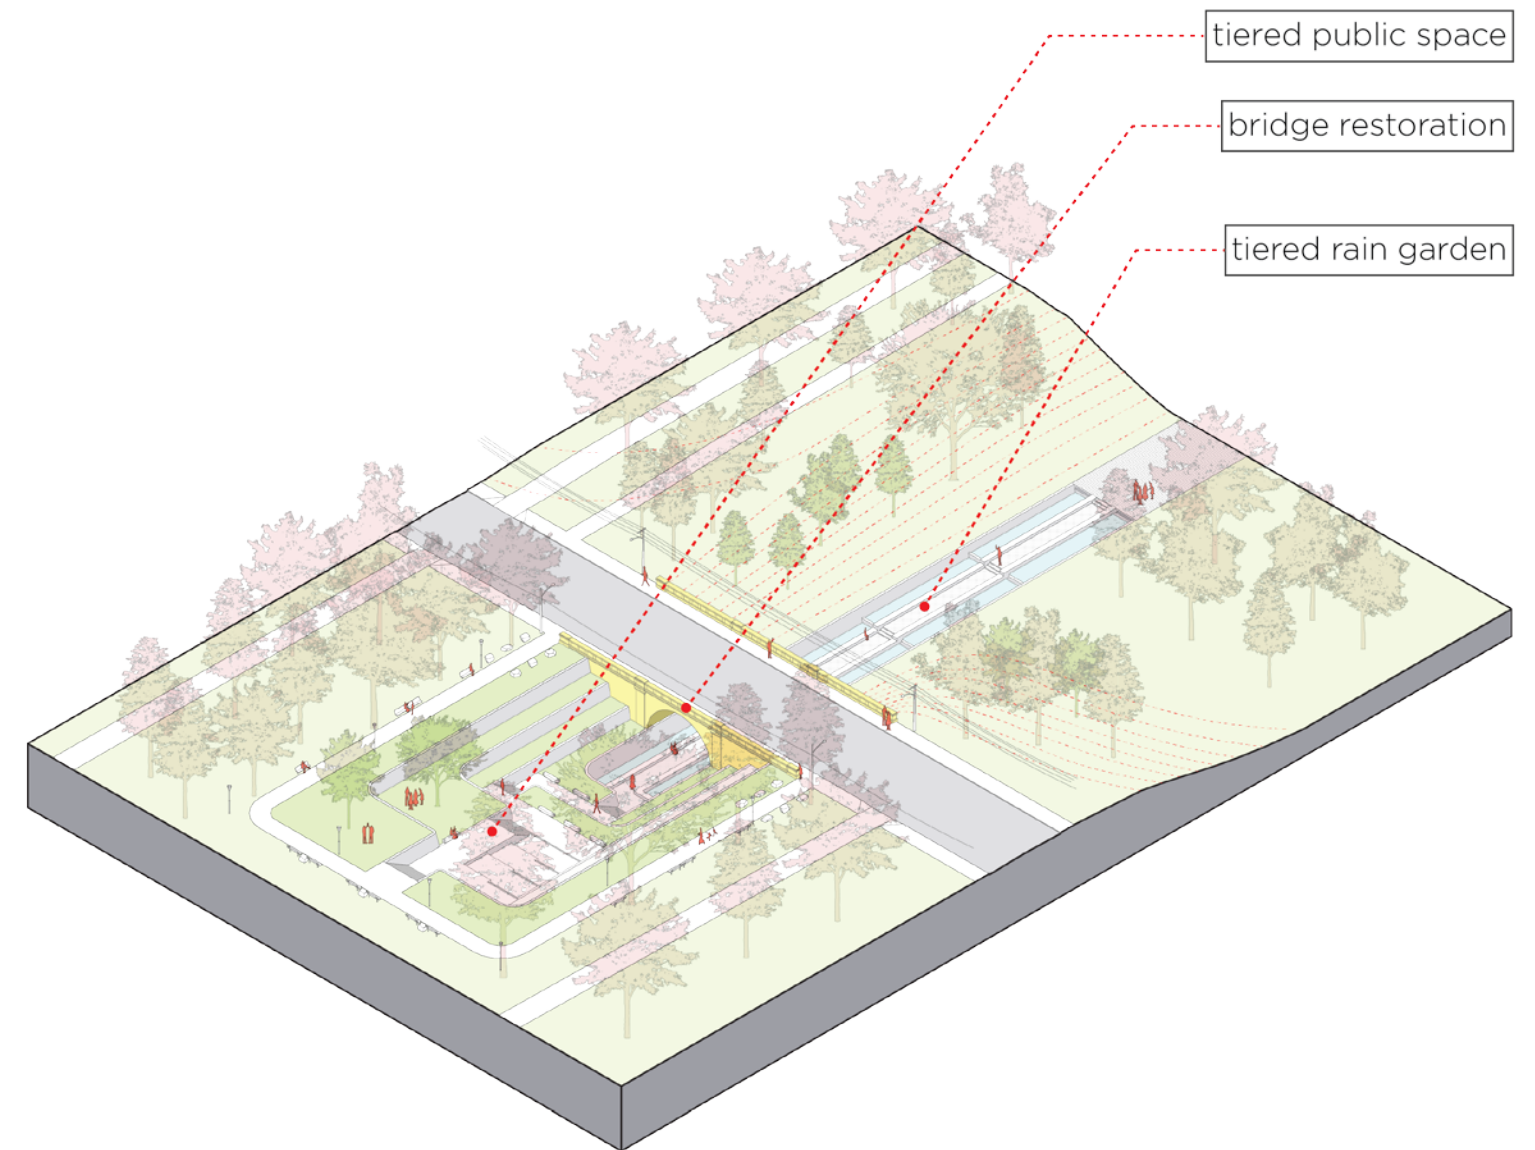 tiered public space
bridge restoration
tiered rain garden